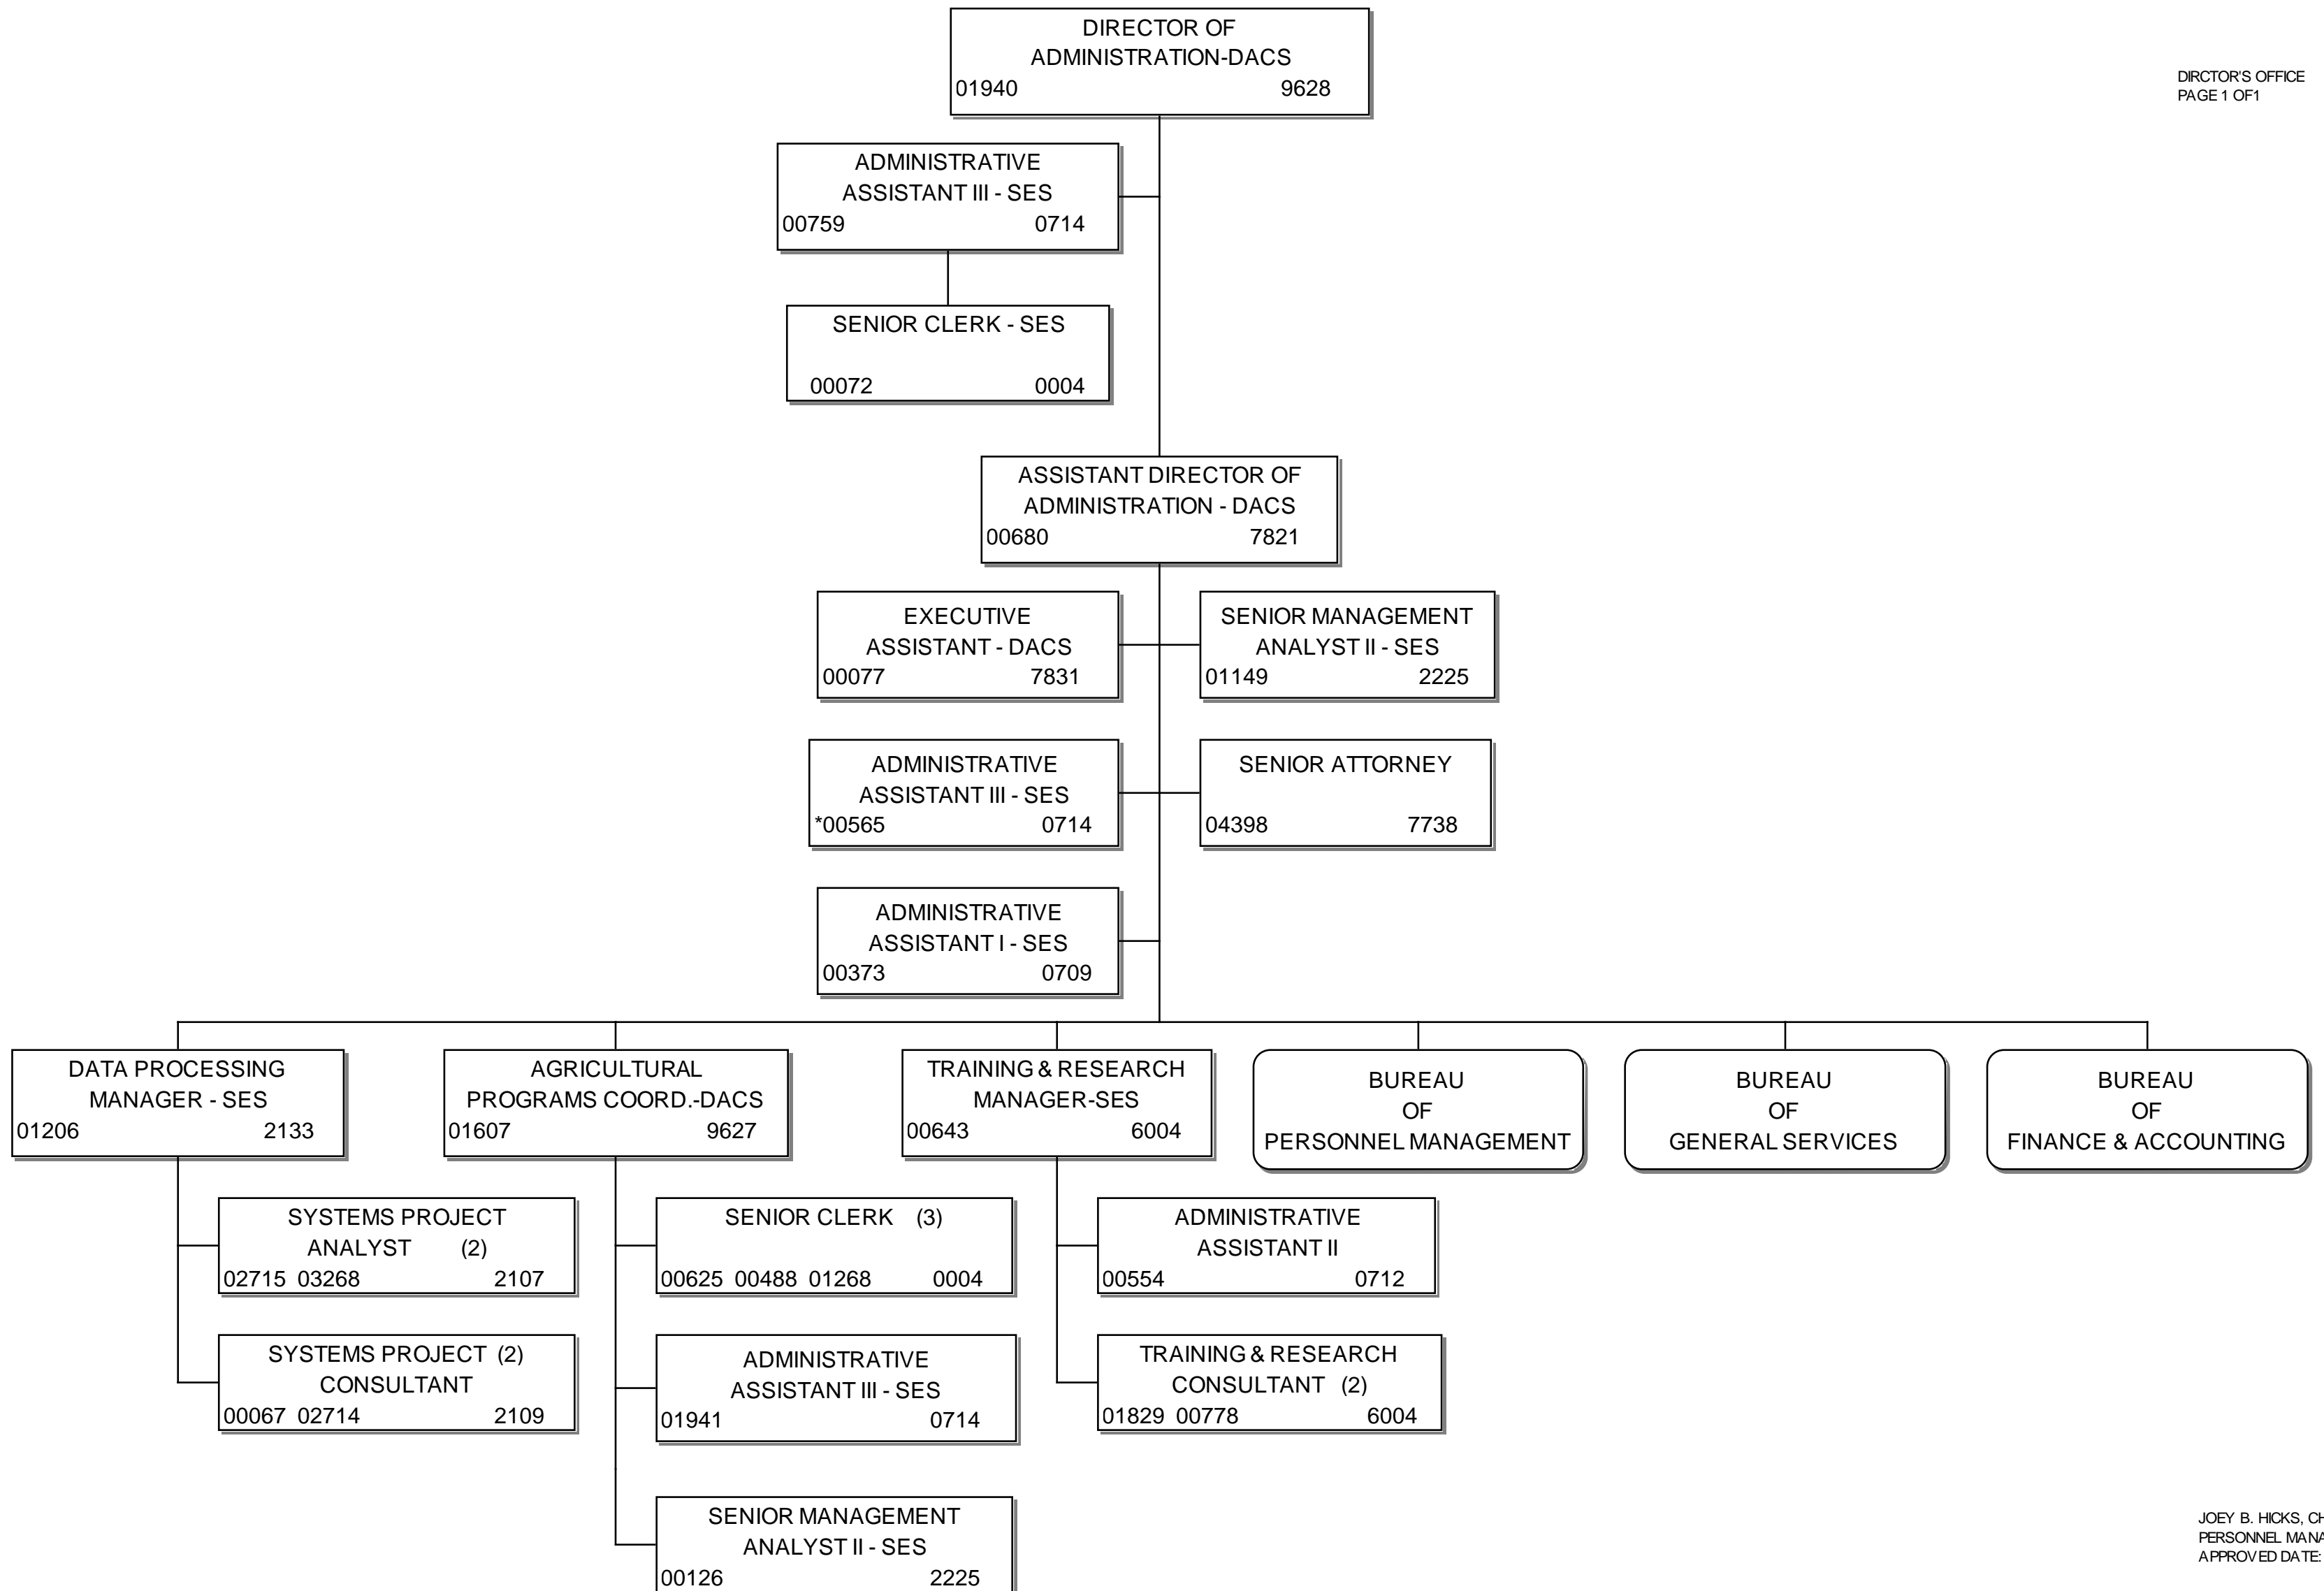 DIRECTOR OF
ADMINISTRATION-DACS
01940 9628
DIRCTOR'S OFFICE
PAGE 1 OF1
ADMINISTRATIVE
ASSISTANT III - SES
00759 0714
SENIOR CLERK - SES
00072 0004
ASSISTANT DIRECTOR OF
ADMINISTRATION - DACS
00680 7821
EXECUTIVE
ASSISTANT - DACS
00077 7831
SENIOR MANAGEMENT
ANALYST II - SES
01149 2225
ADMINISTRATIVE
ASSISTANT III - SES
*00565 0714
SENIOR ATTORNEY
04398 7738
ADMINISTRATIVE
ASSISTANT I - SES
00373 0709
DATA PROCESSING
MANAGER - SES
01206 2133
AGRICULTURAL
PROGRAMS COORD.-DACS
01607 9627
TRAINING & RESEARCH
MANAGER-SES
00643 6004
BUREAU
OF
PERSONNEL MANAGEMENT
BUREAU
OF
GENERAL SERVICES
BUREAU
OF
FINANCE & ACCOUNTING
SYSTEMS PROJECT
ANALYST (2)
02715 03268 2107
SENIOR CLERK (3)
00625 00488 01268 0004
ADMINISTRATIVE
ASSISTANT II
00554 0712
SYSTEMS PROJECT (2)
CONSULTANT
00067 02714 2109
ADMINISTRATIVE
ASSISTANT III - SES
01941 0714
TRAINING & RESEARCH
CONSULTANT (2)
01829 00778 6004
SENIOR MANAGEMENT
ANALYST II - SES
00126 2225
JOEY B. HICKS,
PERSONNEL
APPROVED DATE: